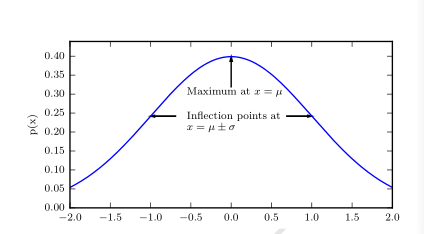 0.40
0.35
0.30
0.25
0.20
0.15
0.10
0.05
0.00
p(x)
Maximum at x = μ
Inflection points at
x = μ ± σ
−2.0 −1.5 −1.0 −0.5 0.0 0.5 1.0 1.5 2.0